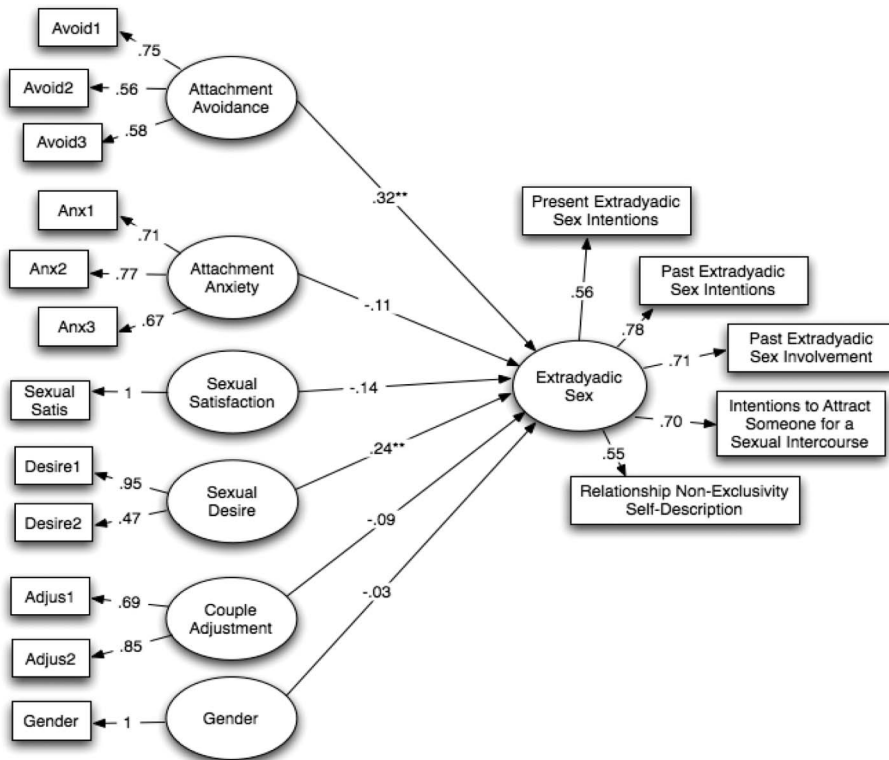 Avoid1
.75
Avoid2
.56
Avoid3
.58
Attachment
Avoidance
.32**
Anx1
.71
Anx2
.77
Anx3
.67
Attachment
Anxiety
-.11
Sexual
Satis
1
Sexual
Satisfaction
-.14
Desire1
.95
Desire2
.47
Sexual
Desire
.24**
Adjus1
.69
Adjus2
.85
Couple
Adjustment
-.09
Gender
1
Gender
-.03
Extradyadic
Sex
Present Extradyadic
Sex Intentions
.56
Past Extradyadic
Sex Intentions
.78
Past Extradyadic
Sex Involvement
.71
Intentions to Attract
Someone for a
Sexual Intercourse
.70
.55
Relationship Non-Exclusivity
Self-Description